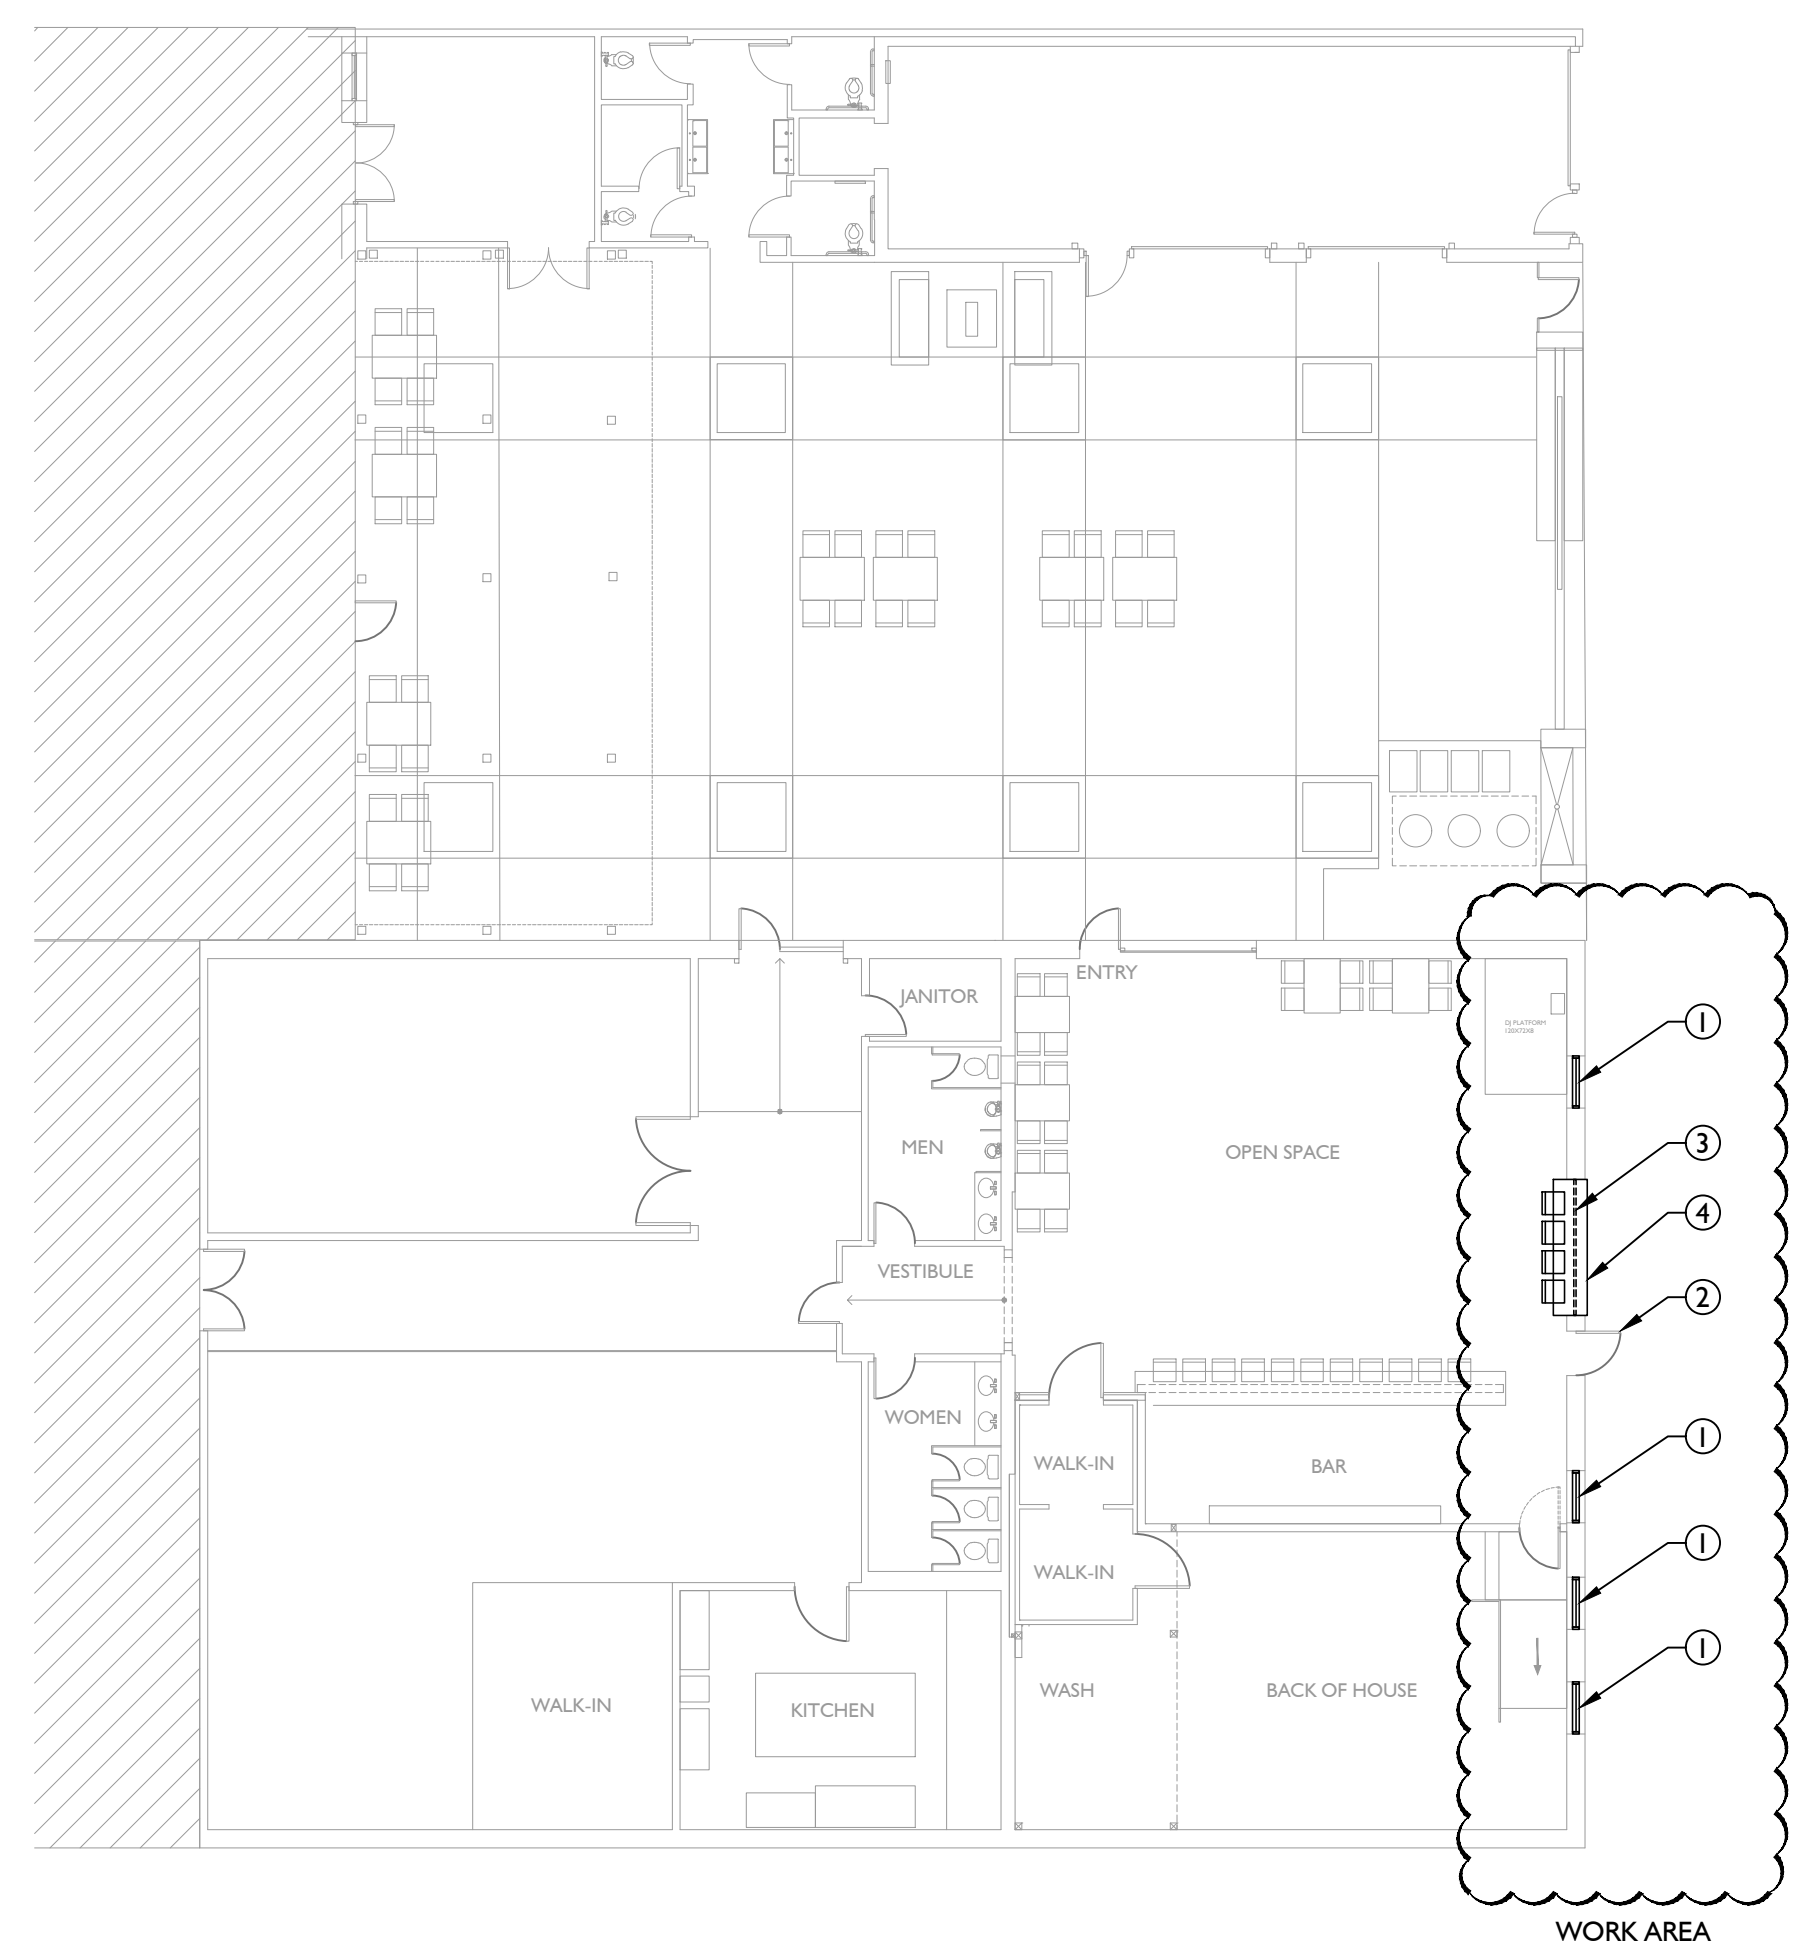 ENTRY
JANITOR
DJ PLATFORM
120X72X8
1
3
MEN
OPEN SPACE
4
VESTIBULE
2
WOMEN
WALK-IN
BAR
1
1
WALK-IN
1
WALK-IN
KITCHEN
WASH
BACK OF HOUSE
WORK AREA